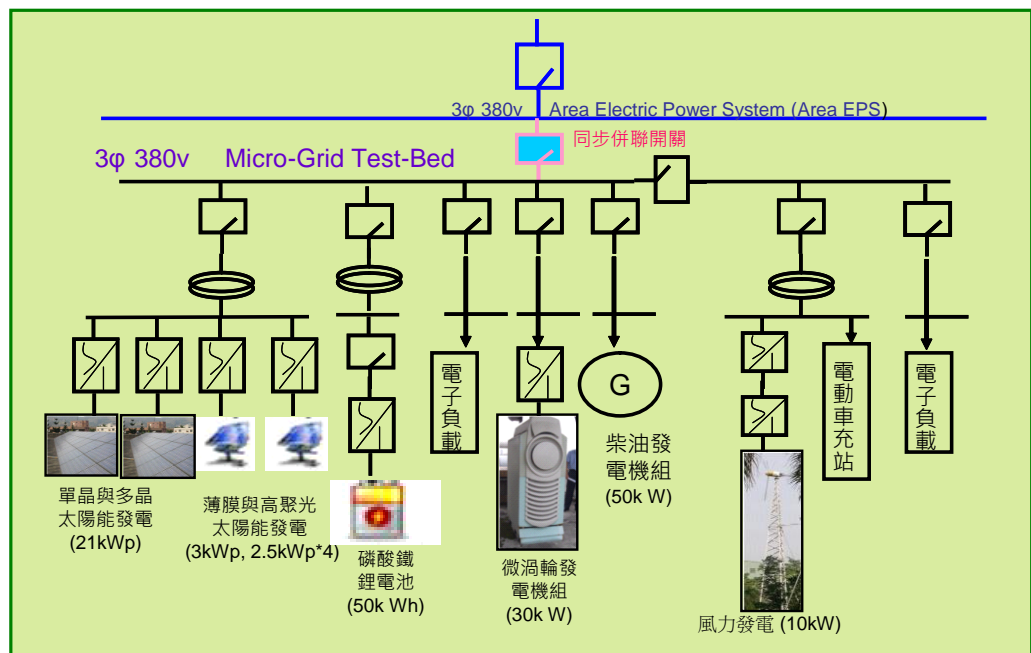 3φ 380v Area Electric Power System (Area EPS)
同步併聯開關
3φ 380v Micro-Grid Test-Bed
電子負載
G
電動車充站
電子負載
單晶與多晶
太陽能發電
(21kWp)
薄膜與高聚光
太陽能發電
(3kWp, 2.5kWp*4)
磷酸鐵
鋰電池
(50k Wh)
微渦輪發
電機組
(30k W)
柴油發
電機組
(50k W)
風力發電 (10kW)